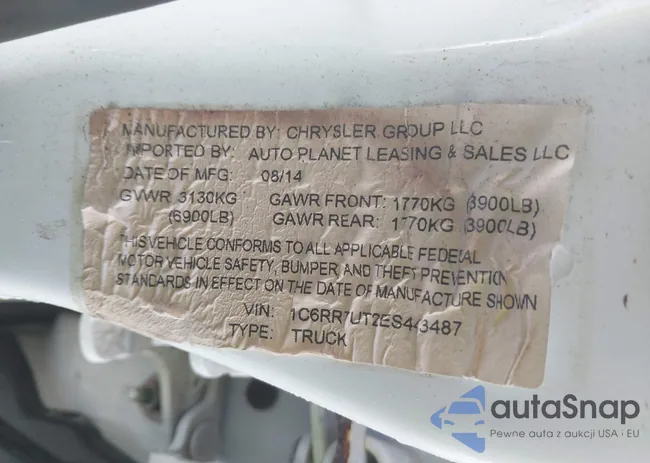 MANUFACTURED BY: CHRYSLER GROUP LLC
IMPORTED BY: AUTO PLANET LEASING & SALES LLC
DATE OF MFG: 08/14
GVWR 3130KG GAWR FRONT: 1770KG (3900LB)
(6900LB) GAWR REAR: 1770KG (3900LB)
THIS VEHICLE CONFORMS TO ALL APPLICABLE FEDERAL
MOTOR VEHICLE SAFETY, BUMPER, AND THEFT PREVENTION
STANDARDS IN EFFECT ON THE DATE OF MANUFACTURE SHOWN
VIN: 1C6RR7UT2ES443487
TYPE: TRUCK
autaSnap
Pewne auta z aukcji USA i EU